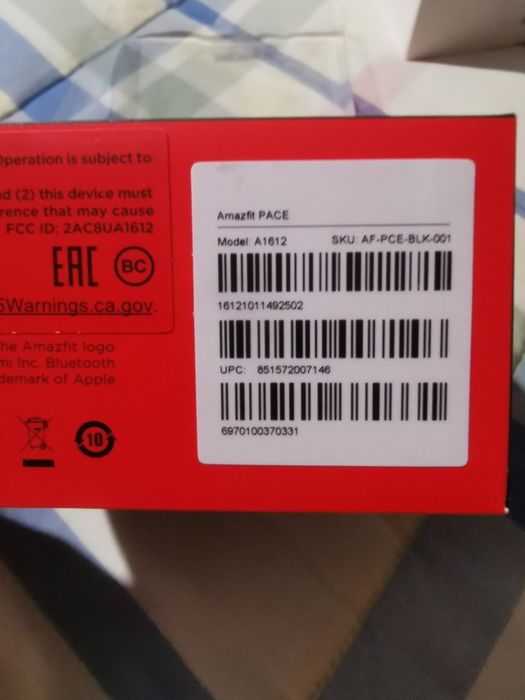 Operation is subject to
nd (2) this device must
rence that may cause
FCC ID: 2AC8UA1612
EAC BC
5Warnings.ca.gov.
he Amazfit logo
mi Inc. Bluetooth
demark of Apple
10
Amazfit PACE
Model: A1612 SKU: AF-PCE-BLK-001
16121011492502
UPC: 851572007146
6970100370331